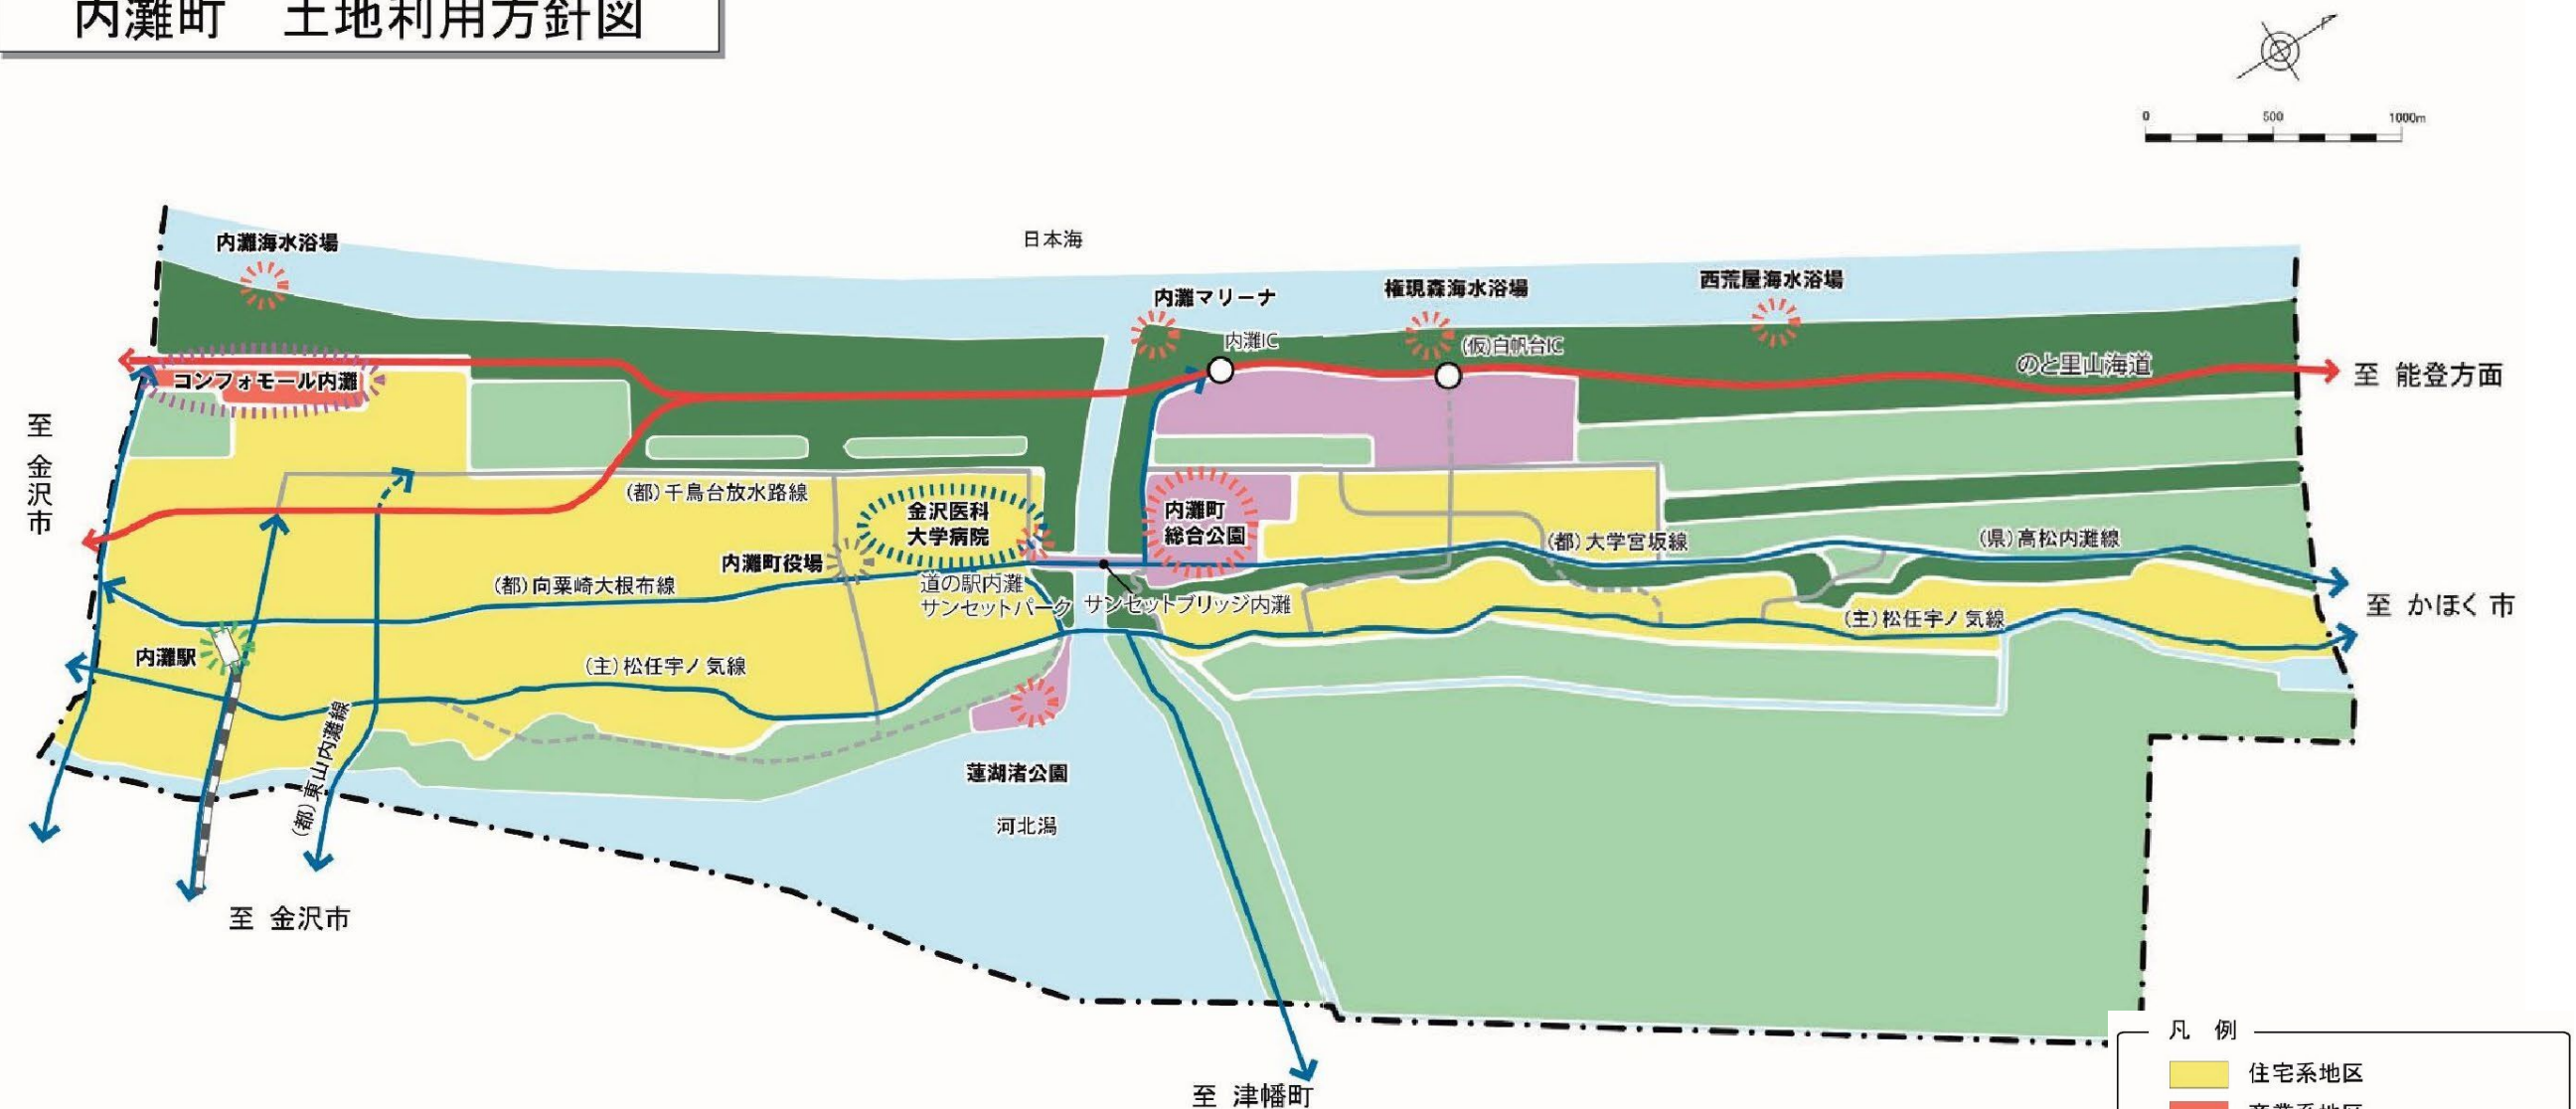 内灘町　土地利用方針図
0 500 1000m
日本海
内灘海水浴場
内灘マリーナ
権現森海水浴場
西荒屋海水浴場
内灘IC
(仮)白帆台IC
のと里山海道
至 能登方面
コンフォモール内灘
至 金沢市
(都)千鳥台放水路線
金沢医科
大学病院
内灘町
総合公園
(都)大学宮坂線
(県)高松内灘線
内灘町役場
(都)向粟崎大根布線
道の駅内灘
サンセットパーク
サンセットブリッジ内灘
至 かほく市
(主)松任宇ノ気線
内灘駅
(主)松任宇ノ気線
(都)東山内灘線
蓮湖渚公園
河北潟
至 金沢市
至 津幡町
凡　例
住宅系地区